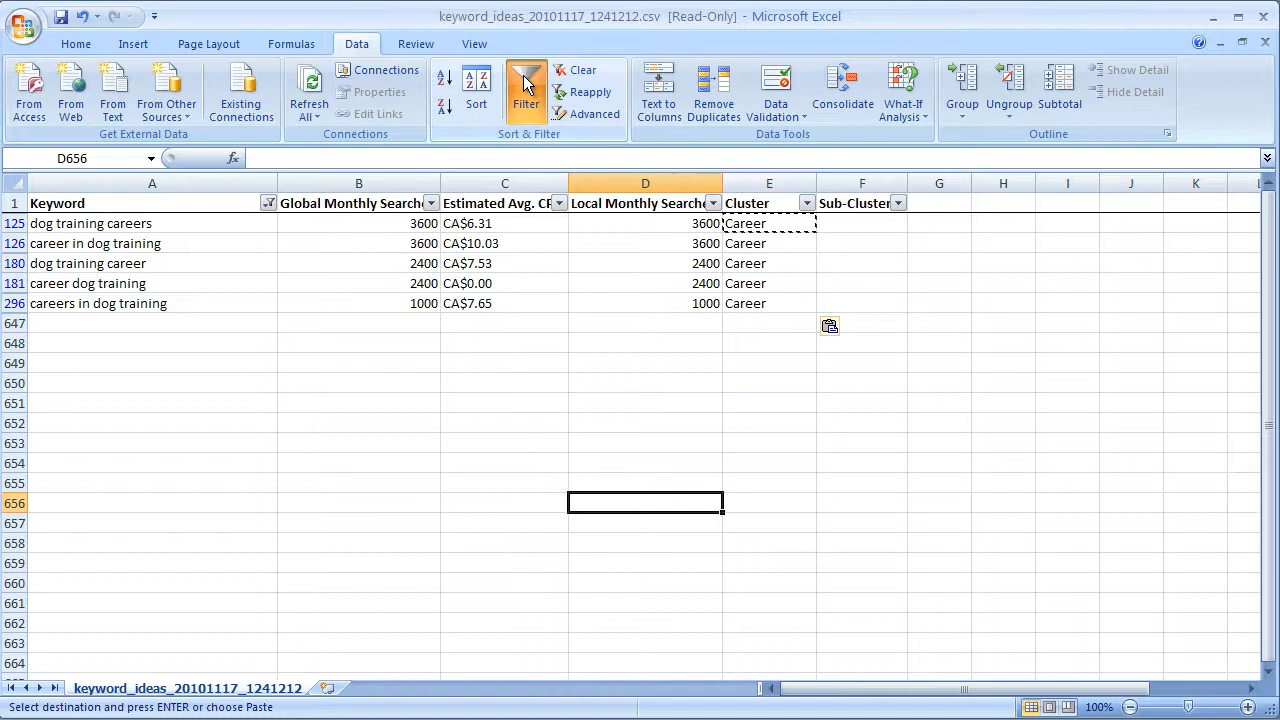 keyword_ideas_20101117_1241212.csv [Read-Only] - Microsoft Excel
Home Insert Page Layout Formulas Data Review View
From Access
From Web
From Text
From Other Sources
Existing Connections
Get External Data
Refresh All
Connections
Properties
Edit Links
Connections
Sort
Filter
Clear
Reapply
Advanced
Sort & Filter
Text to Columns
Remove Duplicates
Data Validation
Consolidate
What-If Analysis
Data Tools
Group
Ungroup
Subtotal
Show Detail
Hide Detail
Outline
D656 fx
A B C D E F G H I J K L
1 Keyword Global Monthly Searche Estimated Avg. CP Local Monthly Searche Cluster Sub-Cluster
125 dog training careers 3600 CA$6.31 3600 Career
126 career in dog training 3600 CA$10.03 3600 Career
180 dog training career 2400 CA$7.53 2400 Career
181 career dog training 2400 CA$0.00 2400 Career
296 careers in dog training 1000 CA$7.65 1000 Career
647
648
649
650
651
652
653
654
655
656
657
658
659
660
661
662
663
664
keyword_ideas_20101117_1241212
Select destination and press ENTER or choose Paste 100%